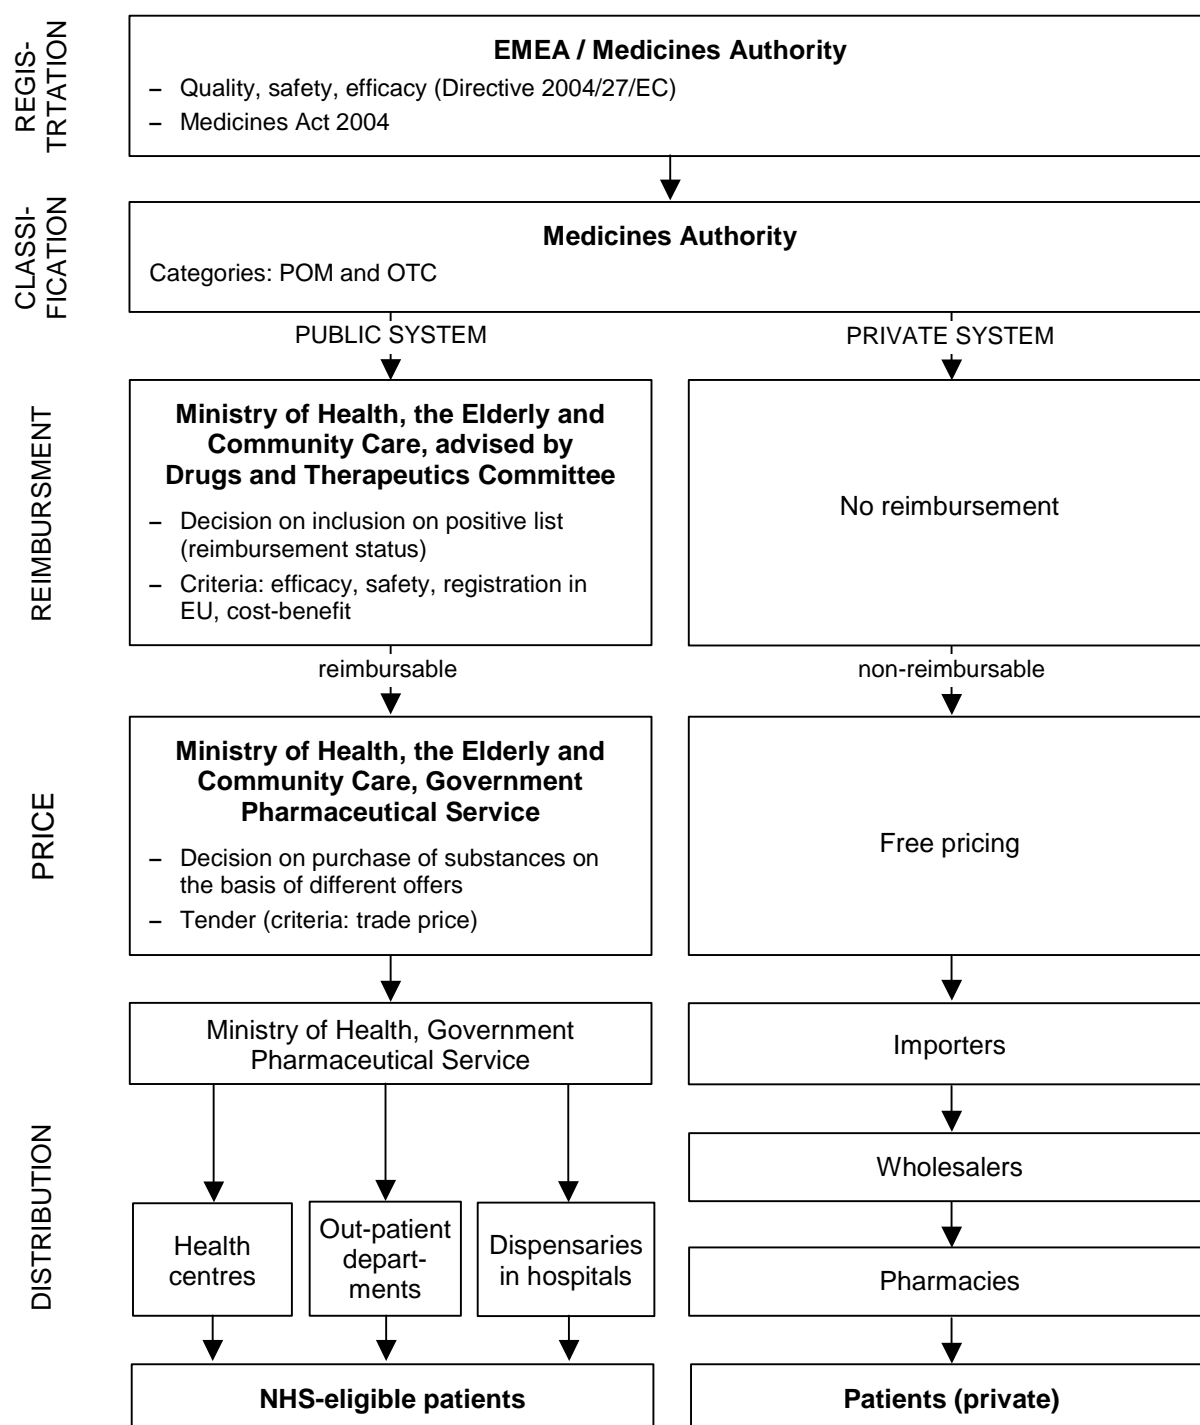 REGIS-
TRTATION
EMEA / Medicines Authority
– Quality, safety, efficacy (Directive 2004/27/EC)
– Medicines Act 2004
CLASSI-
FICATION
Medicines Authority
Categories: POM and OTC
PUBLIC SYSTEM
PRIVATE SYSTEM
REIMBURSMENT
Ministry of Health, the Elderly and
Community Care, advised by
Drugs and Therapeutics Committee
– Decision on inclusion on positive list
(reimbursement status)
– Criteria: efficacy, safety, registration in
EU, cost-benefit
No reimbursement
reimbursable
non-reimbursable
PRICE
Ministry of Health, the Elderly and
Community Care, Government
Pharmaceutical Service
– Decision on purchase of substances on
the basis of different offers
– Tender (criteria: trade price)
Free pricing
DISTRIBUTION
Ministry of Health, Government
Pharmaceutical Service
Health
centres
Out-patient
depart-
ments
Dispensaries
in hospitals
NHS-eligible patients
Importers
Wholesalers
Pharmacies
Patients (private)